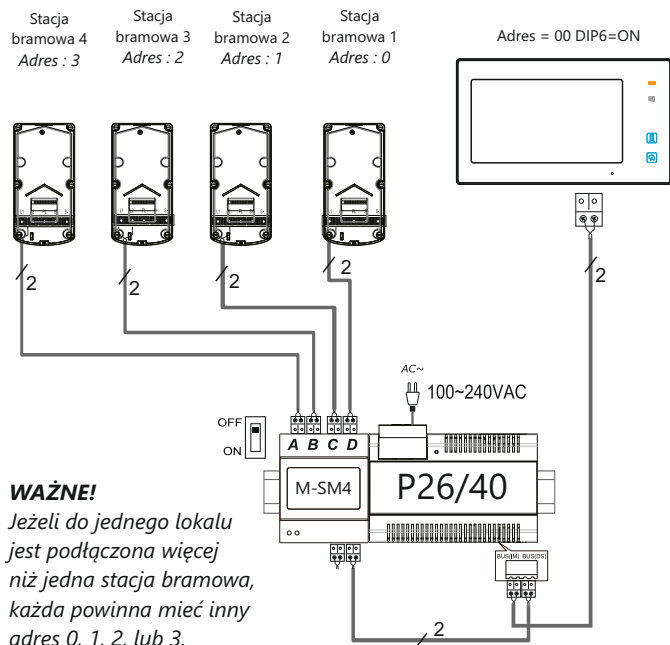 Stacja
bramowa 4
Adres : 3
Stacja
bramowa 3
Adres : 2
Stacja
bramowa 2
Adres : 1
Stacja
bramowa 1
Adres : 0
Adres = 00 DIP6=ON
2
2
2
2
2
AC~
100~240VAC
OFF
ON
A B C D
M-SM4
P26/40
BUS(IM) BUS(DS)
2
WAŻNE!
Jeżeli do jednego lokalu
jest podłączona więcej
niż jedna stacja bramowa,
każda powinna mieć inny
adres 0, 1, 2, lub 3.